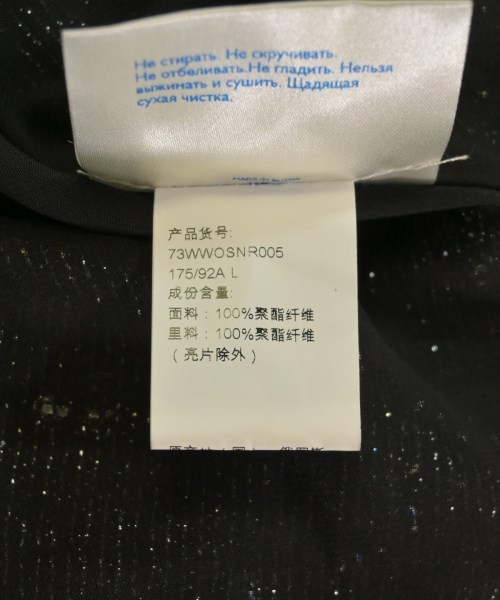 Не стирать. Не скручивать.
Не отбеливать.Не гладить. Нельзя
выжинать и сушить. Щадящая
сухая чистка.
产品货号:
73WWOSNR005
175/92A L
成份含量:
面料：100%聚酯纤维
里料：100%聚酯纤维
（亮片除外）